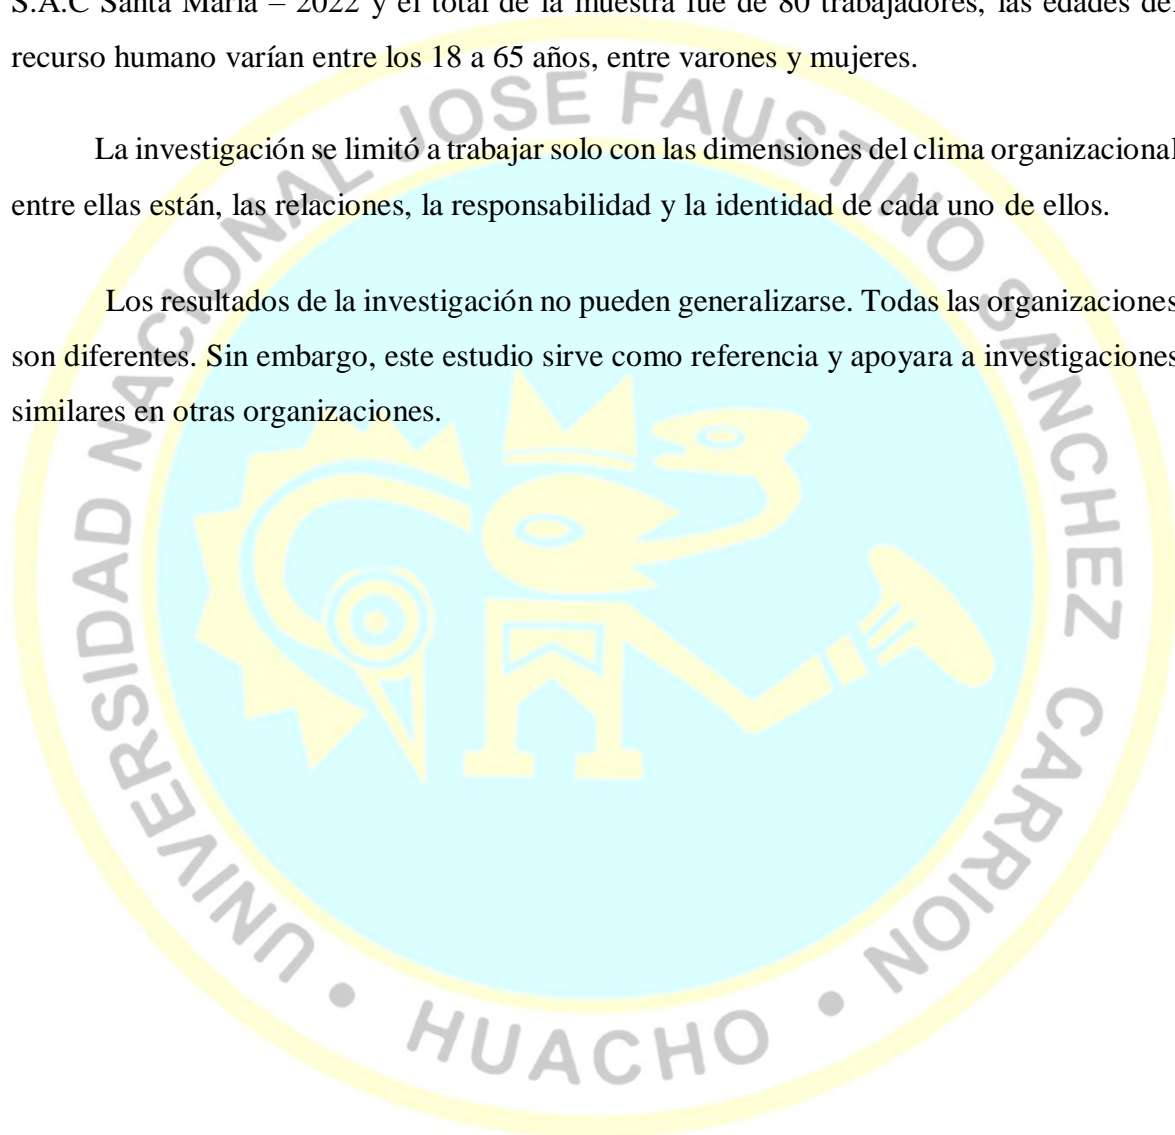 S.A.C Santa María – 2022 y el total de la muestra fue de 80 trabajadores, las edades del
recurso humano varían entre los 18 a 65 años, entre varones y mujeres.
La investigación se limitó a trabajar solo con las dimensiones del clima organizacional
entre ellas están, las relaciones, la responsabilidad y la identidad de cada uno de ellos.
Los resultados de la investigación no pueden generalizarse. Todas las organizaciones
son diferentes. Sin embargo, este estudio sirve como referencia y apoyara a investigaciones
similares en otras organizaciones.
UNIVERSIDAD NACIONAL JOSE FAUSTINO SANCHEZ CARRION • HUACHO •